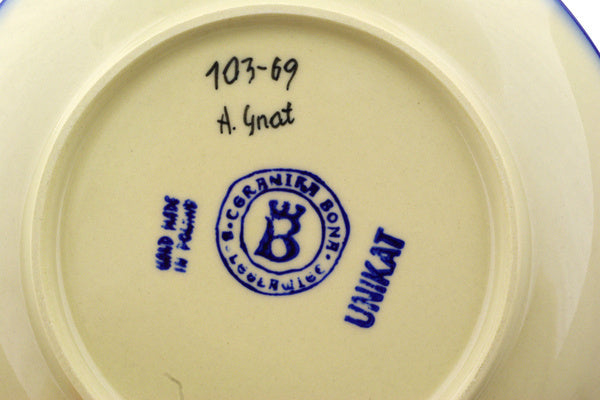 103-69
A. Gnat
HAND MADE
IN POLAND
CERAMIKA BONA
B
UNIKAT